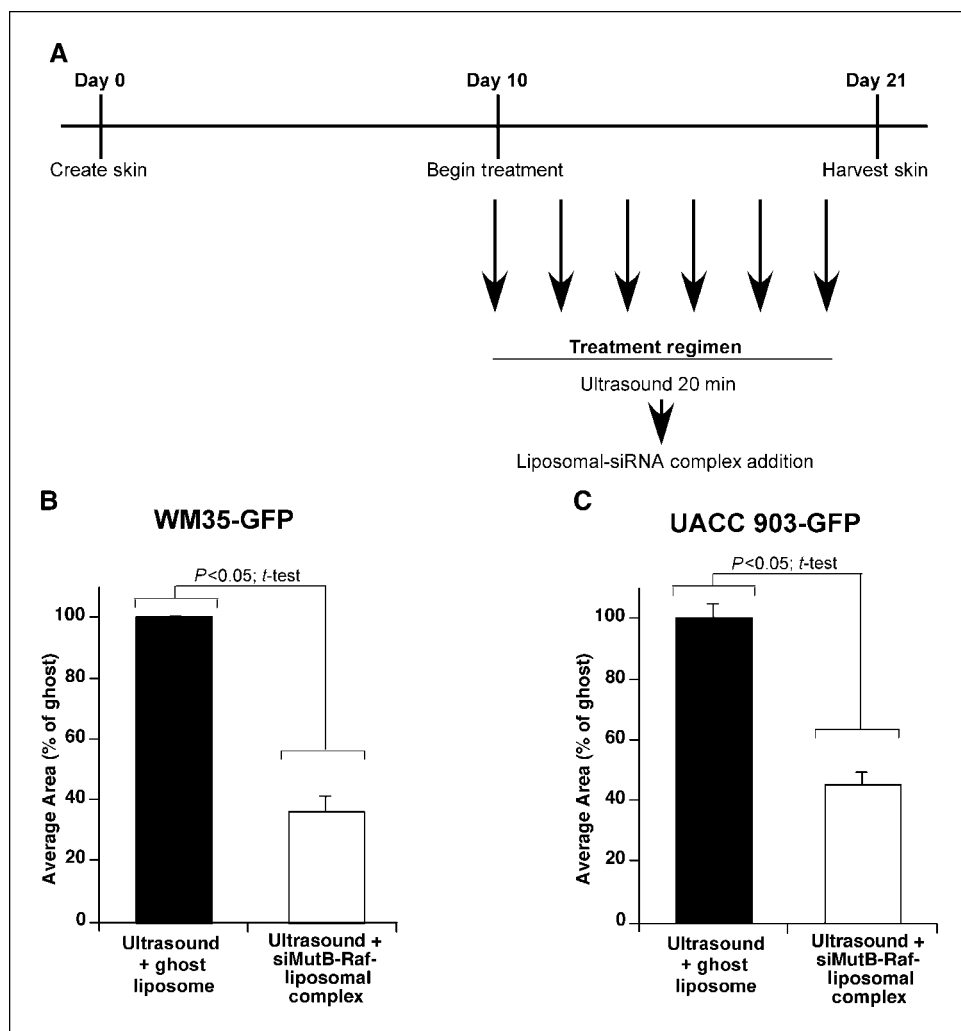 A
Day 0 Day 10 Day 21
Create skin Begin treatment Harvest skin
Treatment regimen
Ultrasound 20 min
Liposomal-siRNA complex addition
B
WM35-GFP
P<0.05; t-test
Average Area (% of ghost)
100
80
60
40
20
0
Ultrasound
+ ghost
liposome
Ultrasound +
siMutB-Raf-
liposomal
complex
C
UACC 903-GFP
P<0.05; t-test
Average Area (% of ghost)
100
80
60
40
20
0
Ultrasound
+ ghost
liposome
Ultrasound +
siMutB-Raf-
liposomal
complex